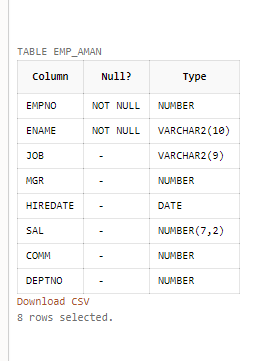 TABLE EMP_AMAN
Column Null? Type
EMPNO NOT NULL NUMBER
ENAME NOT NULL VARCHAR2(10)
JOB - VARCHAR2(9)
MGR - NUMBER
HIREDATE - DATE
SAL - NUMBER(7,2)
COMM - NUMBER
DEPTNO - NUMBER
Download CSV
8 rows selected.